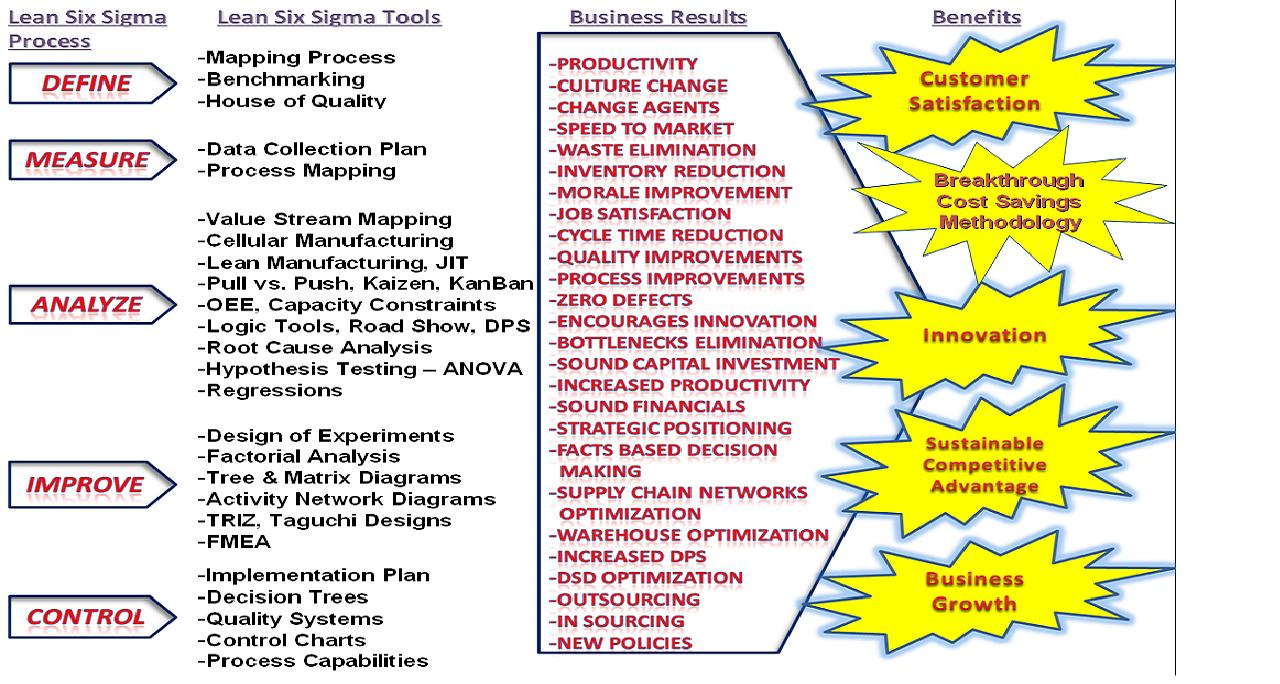 Lean Six Sigma
Process
DEFINE
MEASURE
ANALYZE
IMPROVE
CONTROL
Lean Six Sigma Tools
-Mapping Process
-Benchmarking
-House of Quality
-Data Collection Plan
-Process Mapping
-Value Stream Mapping
-Cellular Manufacturing
-Lean Manufacturing, JIT
-Pull vs. Push, Kaizen, KanBan
-OEE, Capacity Constraints
-Logic Tools, Road Show, DPS
-Root Cause Analysis
-Hypothesis Testing – ANOVA
-Regressions
-Design of Experiments
-Factorial Analysis
-Tree & Matrix Diagrams
-Activity Network Diagrams
-TRIZ, Taguchi Designs
-FMEA
-Implementation Plan
-Decision Trees
-Quality Systems
-Control Charts
-Process Capabilities
Business Results
-PRODUCTIVITY
-CULTURE CHANGE
-CHANGE AGENTS
-SPEED TO MARKET
-WASTE ELIMINATION
-INVENTORY REDUCTION
-MORALE IMPROVEMENT
-JOB SATISFACTION
-CYCLE TIME REDUCTION
-QUALITY IMPROVEMENTS
-PROCESS IMPROVEMENTS
-ZERO DEFECTS
-ENCOURAGES INNOVATION
-BOTTLENECKS ELIMINATION
-SOUND CAPITAL INVESTMENT
-INCREASED PRODUCTIVITY
-SOUND FINANCIALS
-STRATEGIC POSITIONING
-FACTS BASED DECISION
MAKING
-SUPPLY CHAIN NETWORKS
OPTIMIZATION
-WAREHOUSE OPTIMIZATION
-INCREASED DPS
-DSD OPTIMIZATION
-OUTSOURCING
-IN SOURCING
-NEW POLICIES
Benefits
Customer
Satisfaction
Breakthrough
Cost Savings
Methodology
Innovation
Sustainable
Competitive
Advantage
Business
Growth